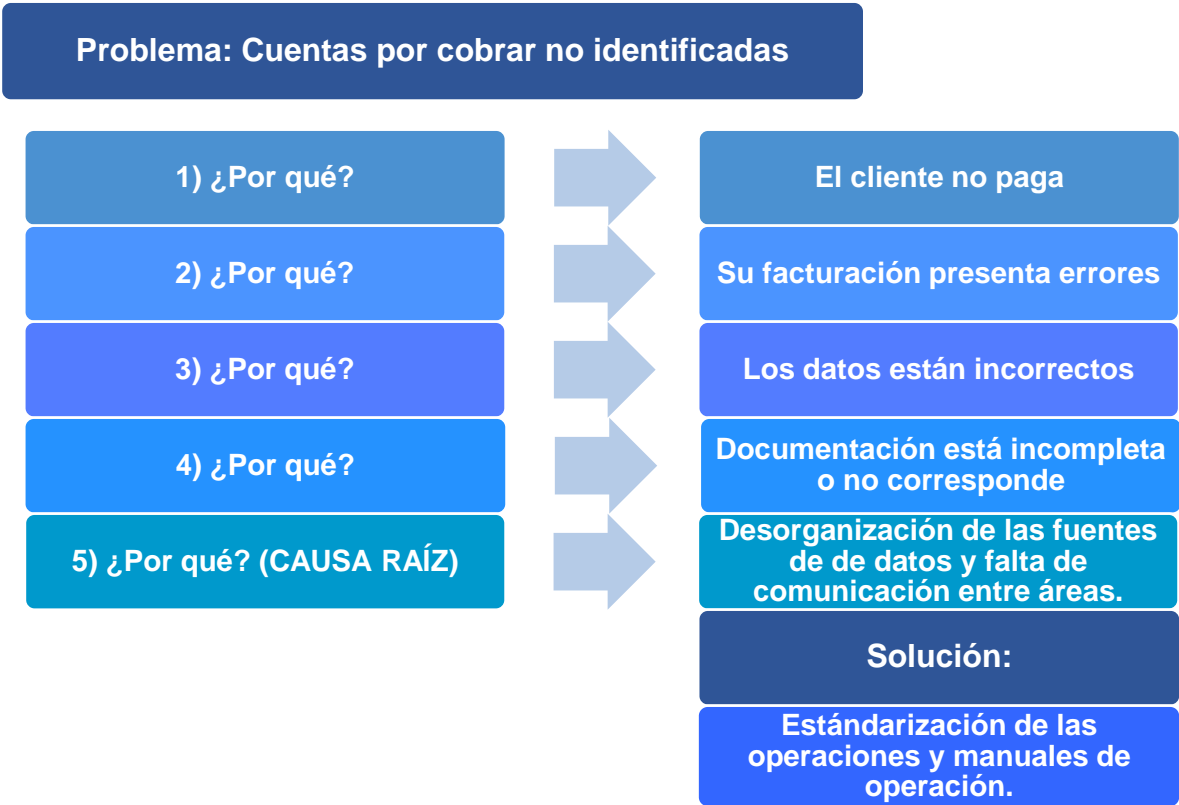 Problema: Cuentas por cobrar no identificadas
1) ¿Por qué?
El cliente no paga
2) ¿Por qué?
Su facturación presenta errores
3) ¿Por qué?
Los datos están incorrectos
4) ¿Por qué?
Documentación está incompleta
o no corresponde
5) ¿Por qué? (CAUSA RAÍZ)
Desorganización de las fuentes
de de datos y falta de
comunicación entre áreas.
Solución:
Estándarización de las
operaciones y manuales de
operación.